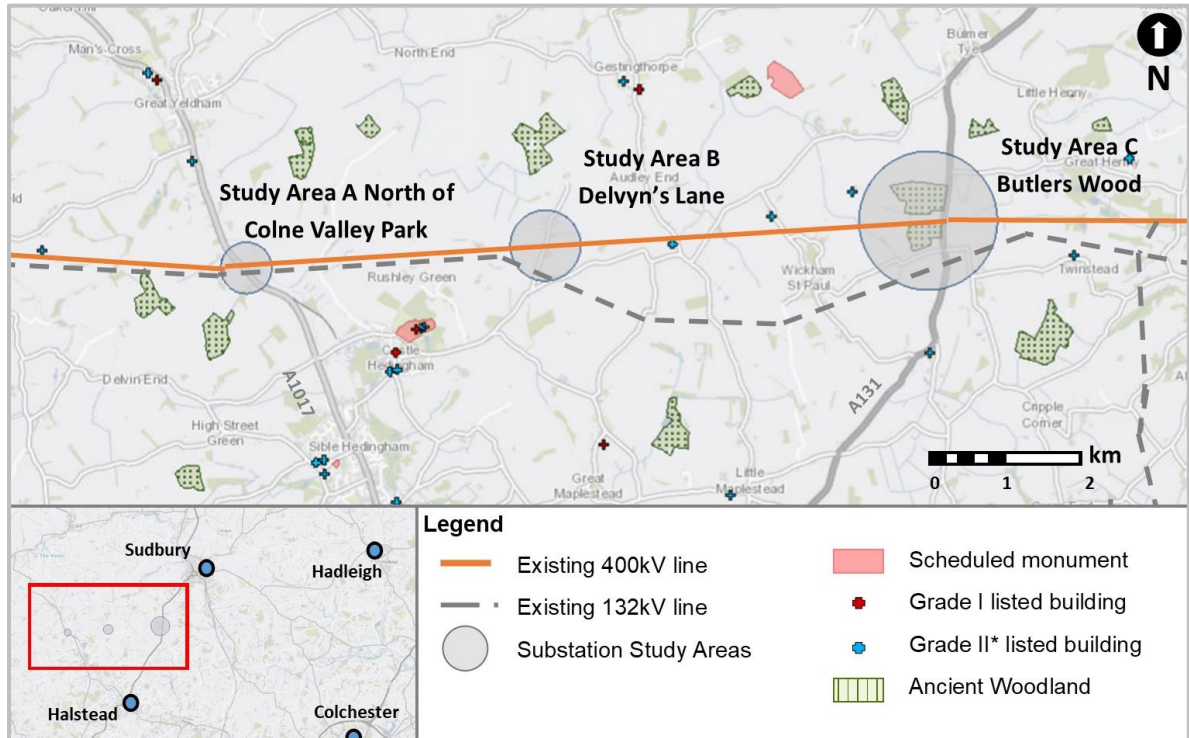 Man's-Cross
North End
Bulmer
Tye
N
Gestingthorpe
Great Yeldham
Little Henny
Study Area A North of
Colne Valley Park
Study Area B
Audley End
Delvyn's Lane
Study Area C
Great Henny
Butlers Wood
ld
Rushley Green
Wickham
St Paul
Twinstead
Castle
Hedingham
Delvin End
A1017
A131
High Street
Green
Sible Hedingham
Cripple
Corner
Great
Maplestead
Little
Maplestead
km
0 1 2
Sudbury
Hadleigh
Halstead
Colchester
Legend
Existing 400kV line
Existing 132kV line
Substation Study Areas
Scheduled monument
Grade I listed building
Grade II* listed building
Ancient Woodland